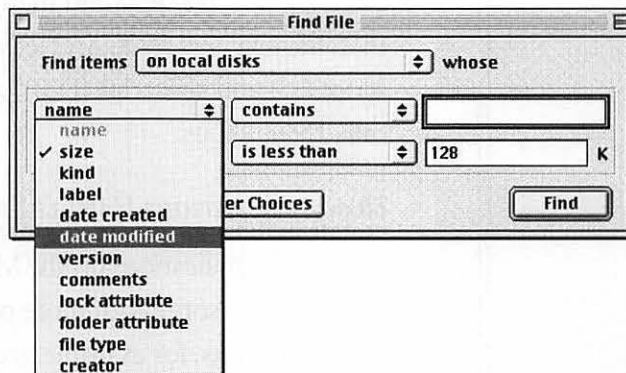 Find File
Find items on local disks whose
name contains
name
✓ size is less than 128 K
kind
label
date created er Choices Find
date modified
version
comments
lock attribute
folder attribute
file type
creator